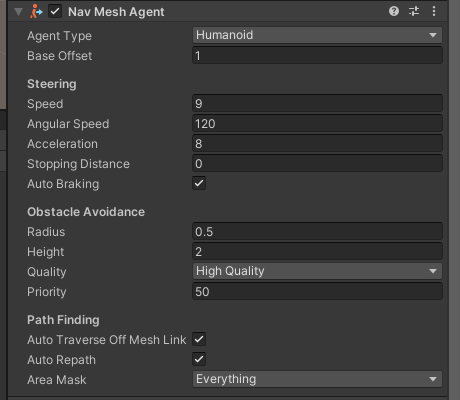 Nav Mesh Agent
Agent Type Humanoid
Base Offset 1
Steering
Speed 9
Angular Speed 120
Acceleration 8
Stopping Distance 0
Auto Braking
Obstacle Avoidance
Radius 0.5
Height 2
Quality High Quality
Priority 50
Path Finding
Auto Traverse Off Mesh Link
Auto Repath
Area Mask Everything